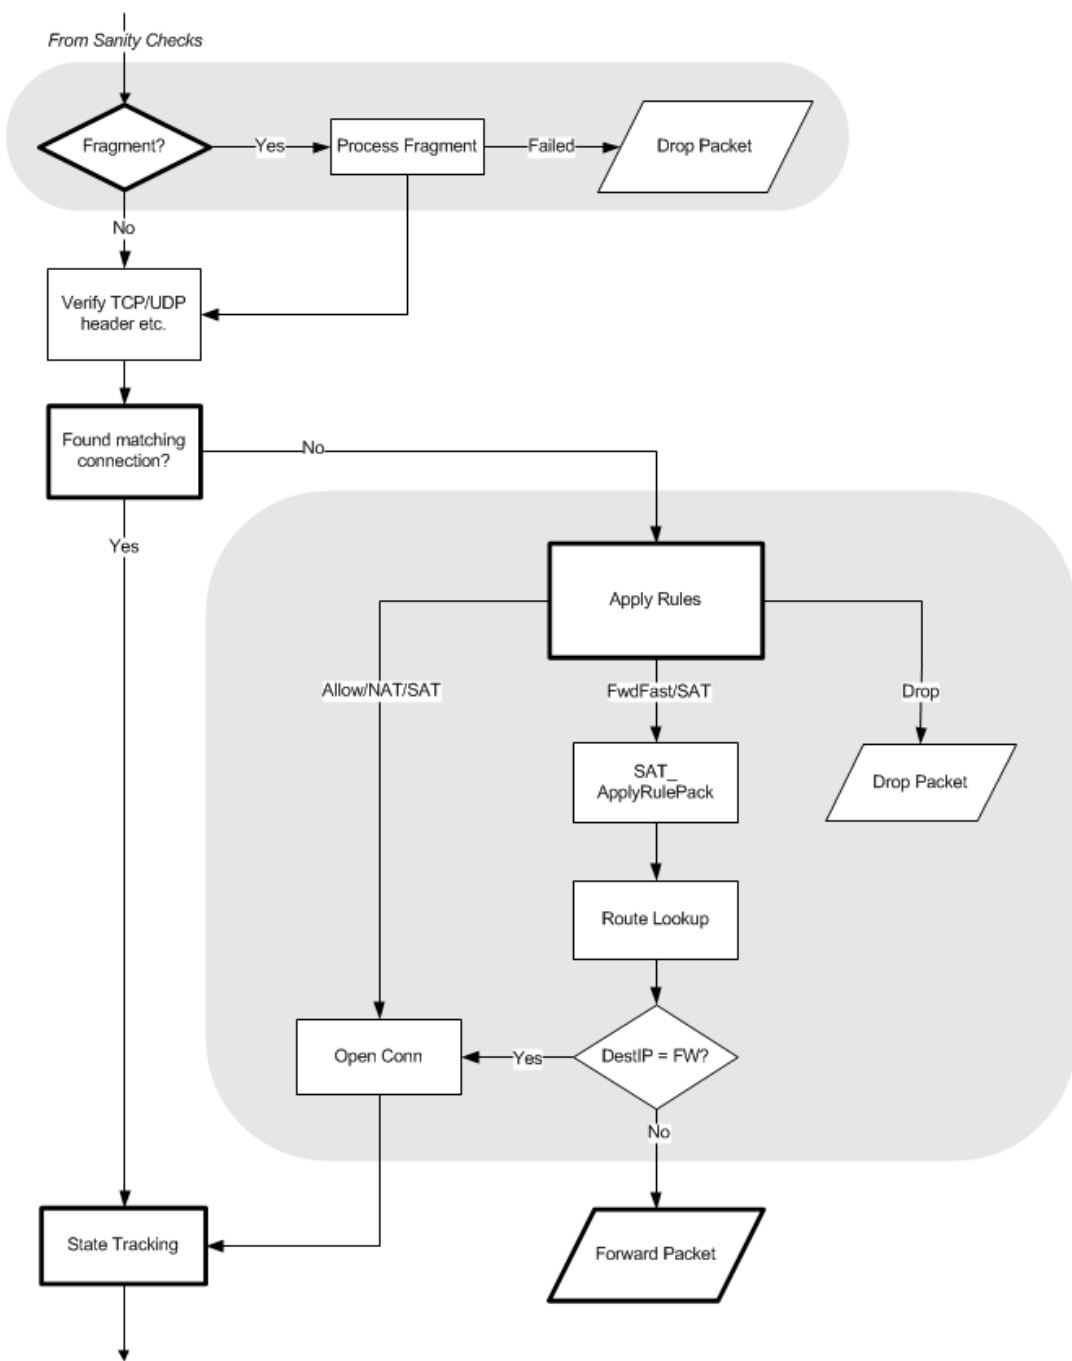 From Sanity Checks
Fragment?
Yes
Process Fragment
Failed
Drop Packet
No
Verify TCP/UDP
header etc.
Found matching
connection?
No
Yes
Apply Rules
Allow/NAT/SAT
FwdFast/SAT
Drop
SAT_
ApplyRulePack
Drop Packet
Route Lookup
Open Conn
Yes
DestIP = FW?
No
State Tracking
Forward Packet